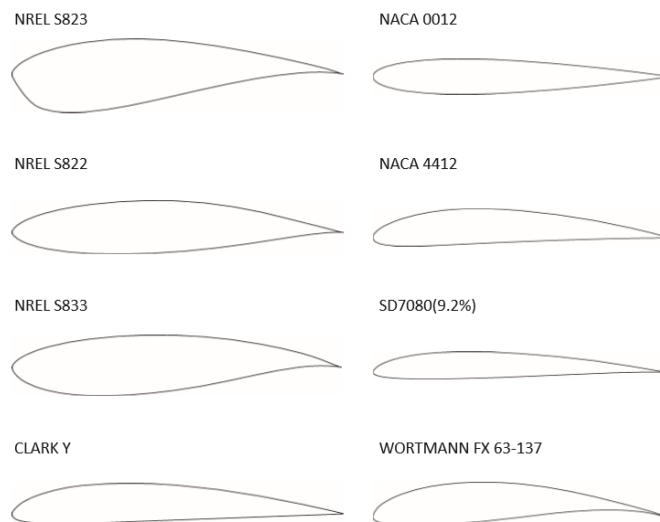 NREL S823
NACA 0012
NREL S822
NACA 4412
NREL S833
SD7080(9.2%)
CLARK Y
WORTMANN FX 63-137